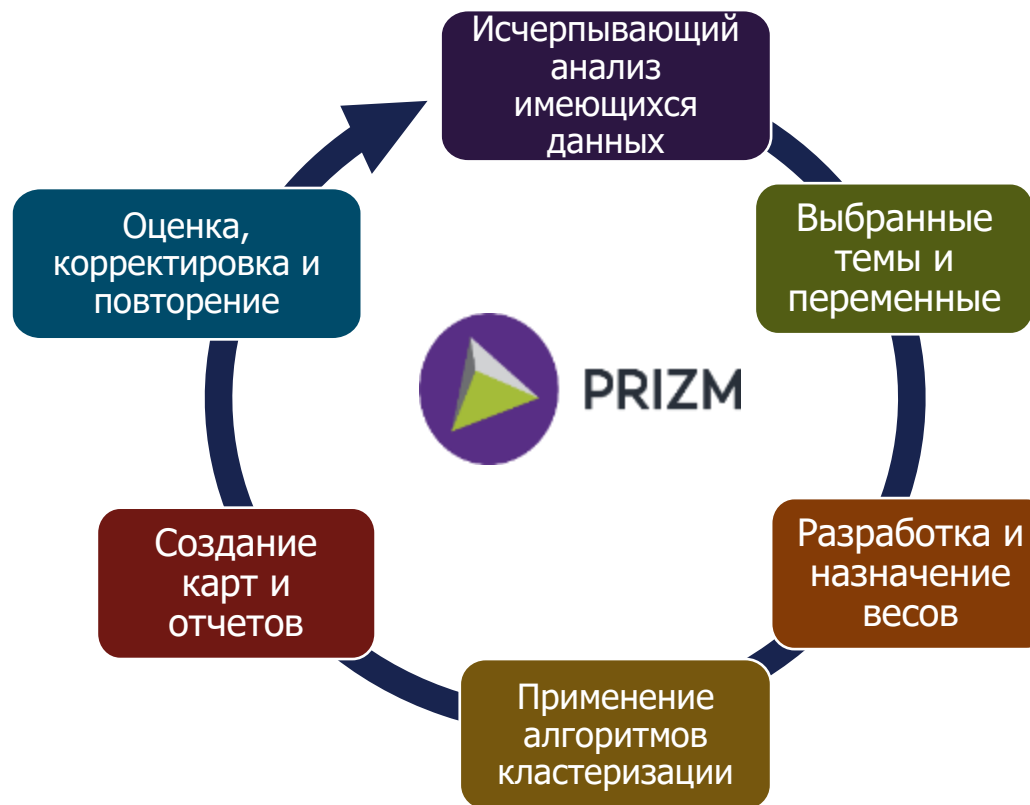 Исчерпывающий
анализ
имеющихся
данных
Выбранные
темы и
переменные
Разработка и
назначение
весов
Применение
алгоритмов
кластеризации
Создание
карт и
отчетов
Оценка,
корректировка и
повторение
PRIZM